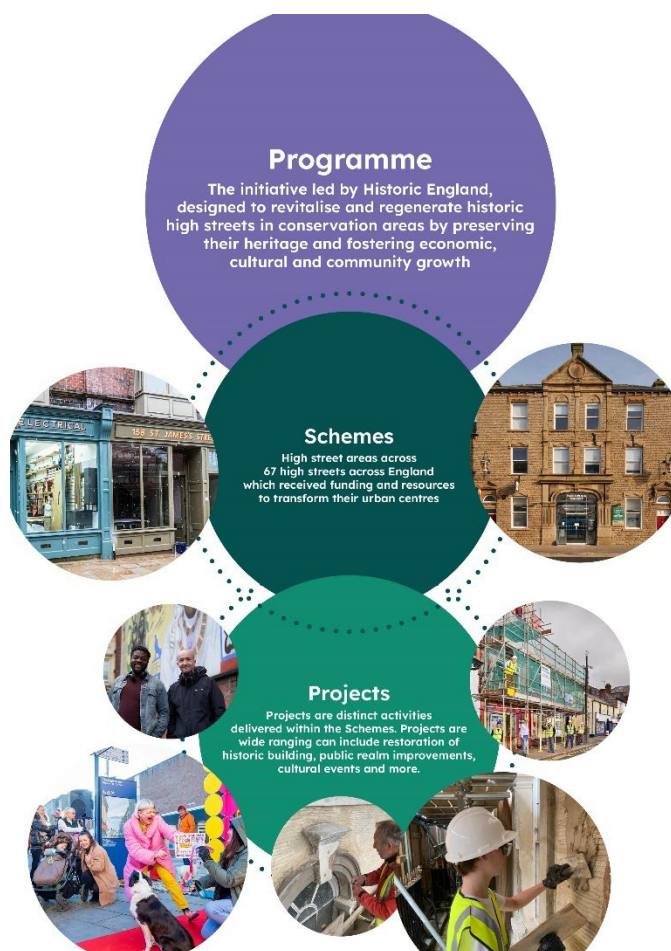 Programme
The initiative led by Historic England,
designed to revitalise and regenerate historic
high streets in conservation areas by preserving
their heritage and fostering economic,
cultural and community growth
ELECTRICAL
158 ST. JAMES'S STRE
Schemes
High street areas across
67 high streets across England
which received funding and resources
to transform their urban centres
Projects
Projects are distinct activities
delivered within the Schemes. Projects are
wide ranging can include restoration of
historic building, public realm improvements,
cultural events and more.